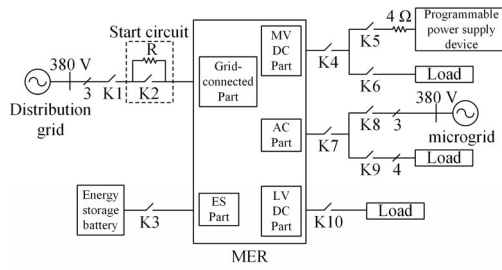 Start circuit
R
380 V
3
K1
K2
Distribution
grid
Grid-
connected
Part
MV
DC
Part
K4
K5
4 Ω
Programmable
power supply
device
K6
Load
AC
Part
K7
K8
3
380 V
microgrid
K9
4
Load
Energy
storage
battery
K3
ES
Part
LV
DC
Part
K10
Load
MER